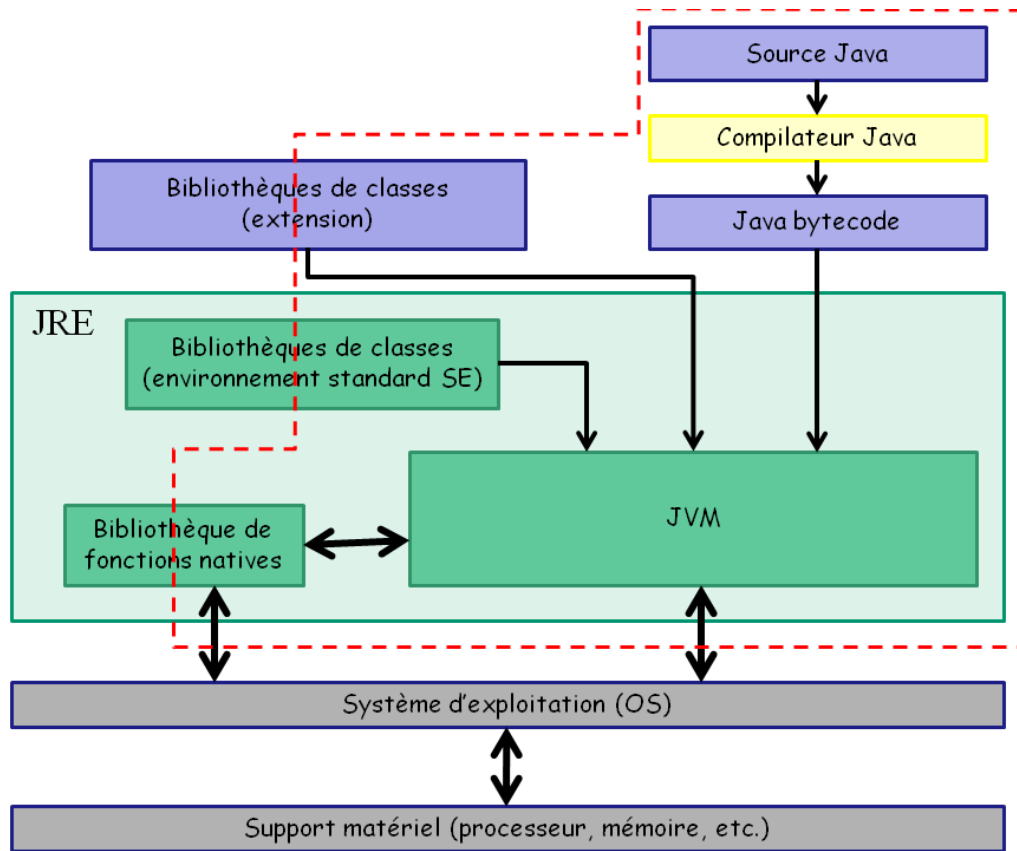 Source Java
Compilateur Java
Bibliothèques de classes
(extension)
Java bytecode
JRE
Bibliothèques de classes
(environnement standard SE)
JVM
Bibliothèque de
fonctions natives
Système d'exploitation (OS)
Support matériel (processeur, mémoire, etc.)